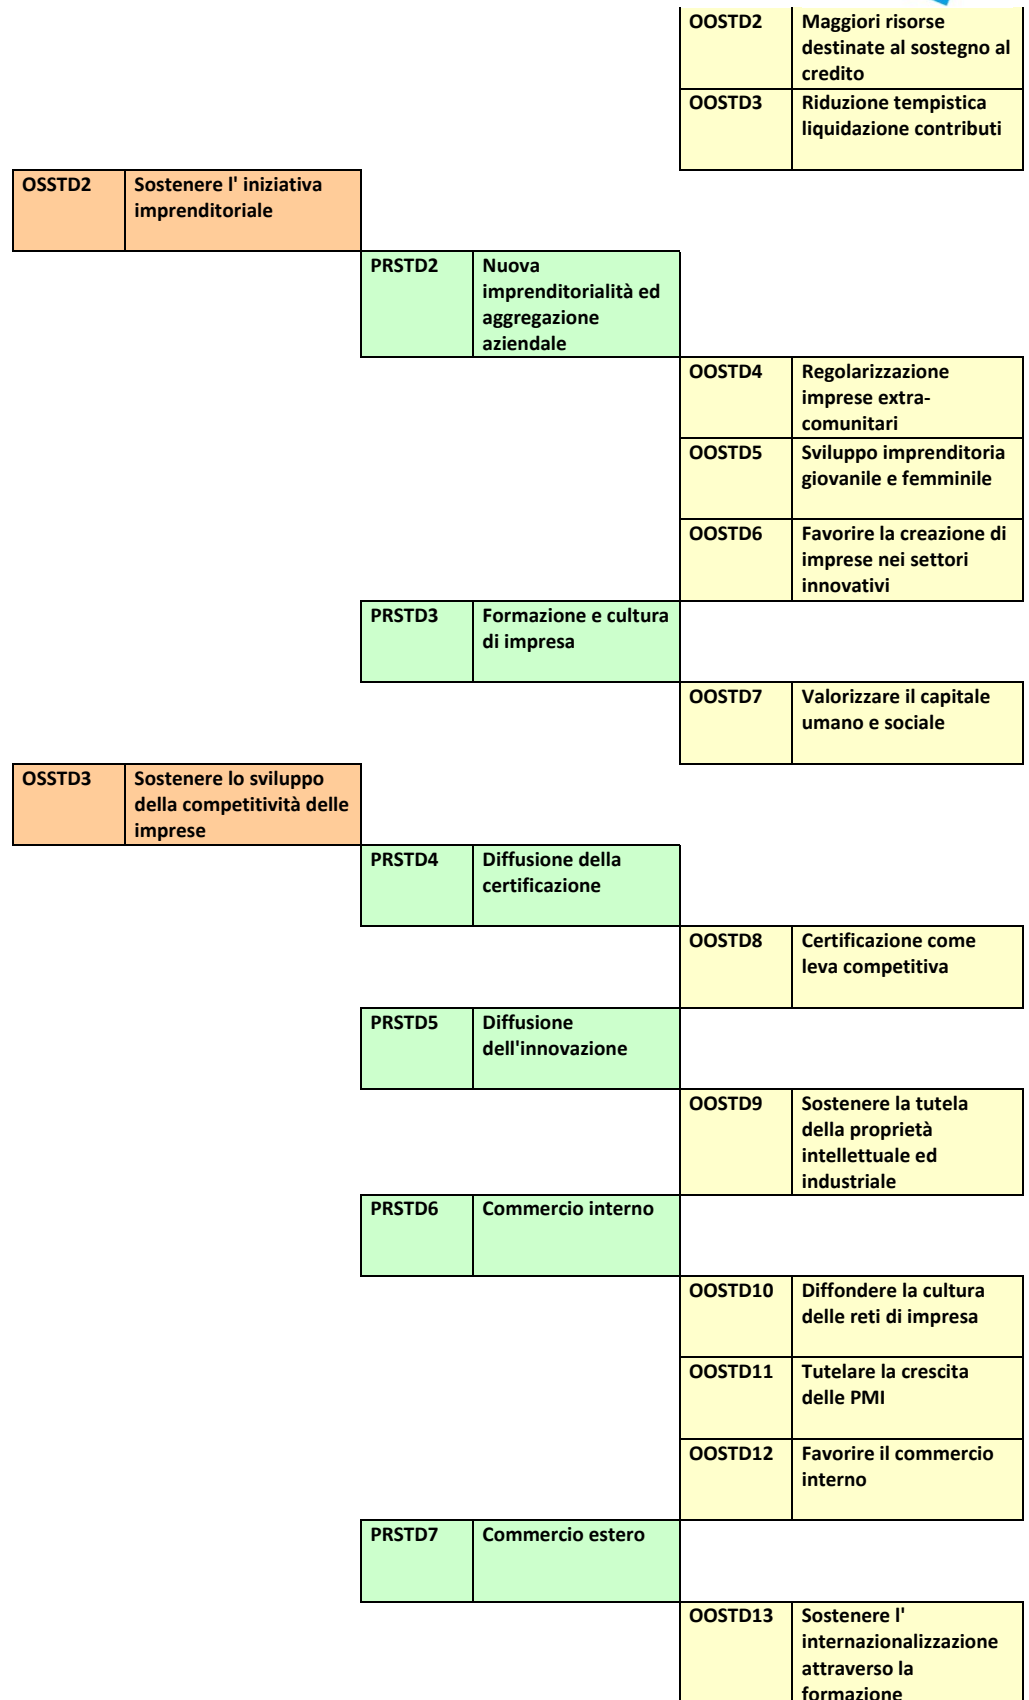 OOSTD2 Maggiori risorse
destinate al sostegno al
credito
OOSTD3 Riduzione tempistica
liquidazione contributi
OSSTD2 Sostenere l' iniziativa
imprenditoriale
PRSTD2 Nuova
imprenditorialità ed
aggregazione
aziendale
OOSTD4 Regolarizzazione
imprese extra-
comunitari
OOSTD5 Sviluppo imprenditoria
giovanile e femminile
OOSTD6 Favorire la creazione di
imprese nei settori
innovativi
PRSTD3 Formazione e cultura
di impresa
OOSTD7 Valorizzare il capitale
umano e sociale
OSSTD3 Sostenere lo sviluppo
della competitività delle
imprese
PRSTD4 Diffusione della
certificazione
OOSTD8 Certificazione come
leva competitiva
PRSTD5 Diffusione
dell'innovazione
OOSTD9 Sostenere la tutela
della proprietà
intellettuale ed
industriale
PRSTD6 Commercio interno
OOSTD10 Diffondere la cultura
delle reti di impresa
OOSTD11 Tutelare la crescita
delle PMI
OOSTD12 Favorire il commercio
interno
PRSTD7 Commercio estero
OOSTD13 Sostenere l'
internazionalizzazione
attraverso la
formazione